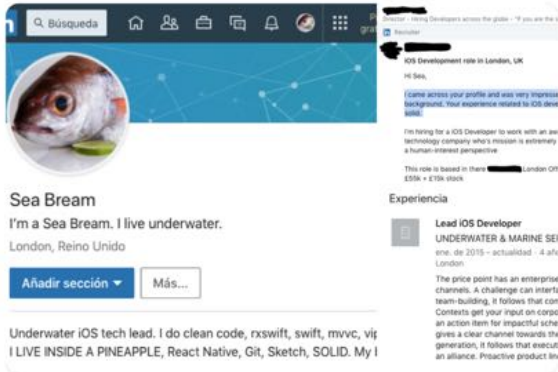 Búsqueda
Sea Bream
I'm a Sea Bream. I live underwater.
London, Reino Unido
Añadir sección
Más...
Underwater iOS tech lead. I do clean code, rxswift, swift, mvvc, vip
I LIVE INSIDE A PINEAPPLE, React Native, Git, Sketch, SOLID. My
Director - Hiring Developers across the globe - "If you are the
Recruiter
iOS Development role in London, UK
Hi Sea,
I came across your profile and was very impresse
background. Your experience related to iOS deve
solid.
I'm hiring for a iOS Developer to work with an aw
technology company who's mission is extremely
a human-interest perspective
This role is based in there London Off
£55k + £15k stock
Experiencia
Lead iOS Developer
UNDERWATER & MARINE SE
ene. de 2015 – actualidad · 4 añ
London
The price point has an enterprise
channels. A challenge can interfa
team-building, it follows that con
Contexts get your input on corpo
an action item for impactful sche
gives a clear channel towards the
generation, it follows that execut
an alliance. Proactive product lin